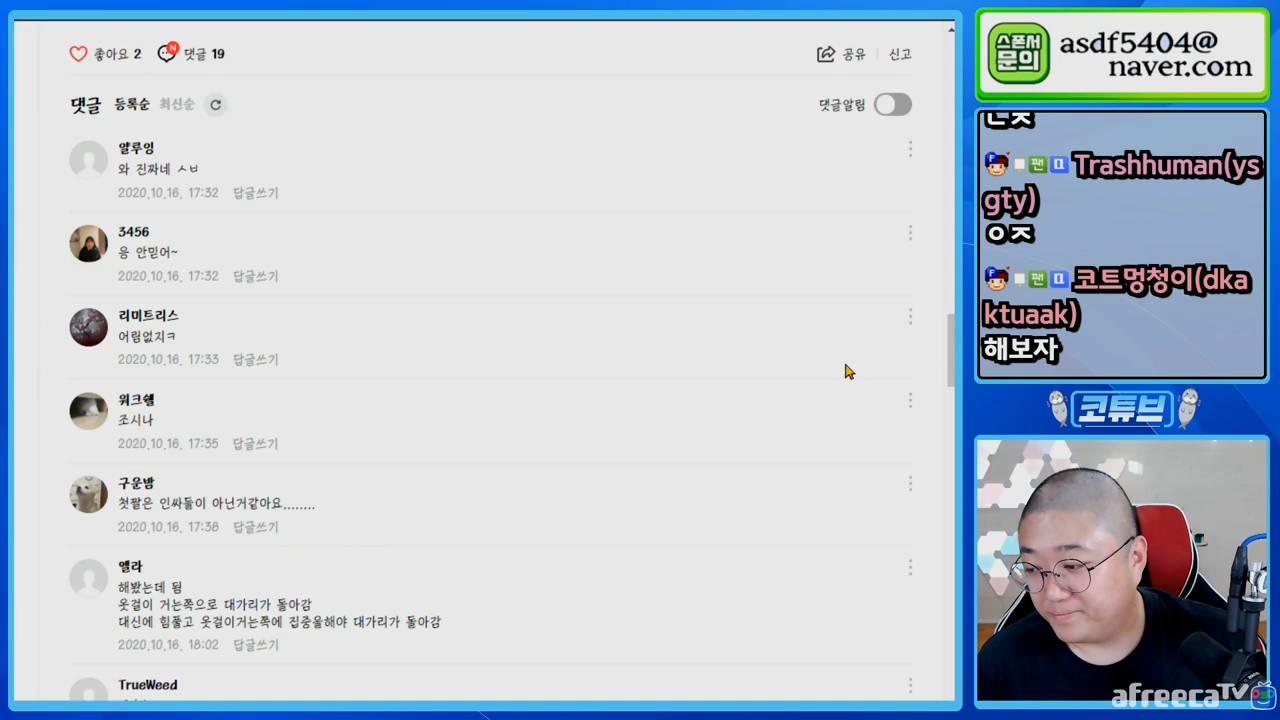 좋아요 2
N
댓글 19
공유
신고
댓글 등록순 최신순
댓글알림
얄루잉
와 진짜네 ㅅㅂ
2020.10.16. 17:32 답글쓰기
3456
응 안믿어~
2020.10.16. 17:32 답글쓰기
리미트리스
어림없지ㅋ
2020.10.16. 17:33 답글쓰기
워크쉘
조시나
2020.10.16. 17:35 답글쓰기
구운밤
첫짤은 인싸들이 아닌거같아요........
2020.10.16. 17:38 답글쓰기
엘라
해봤는데 됨
옷걸이 거는쪽으로 대가리가 돌아감
대신에 힘풀고 옷걸이거는쪽에 집중을해야 대가리가 돌아감
2020.10.16. 18:02 답글쓰기
TrueWeed
스폰서
문의
asdf5404@
naver.com
ㄴㅈ
F 팬 Trashhuman(ys
gty)
ㅇㅈ
F 팬 코트멍청이(dka
ktuaak)
해보자
코튜브
afreecaTV